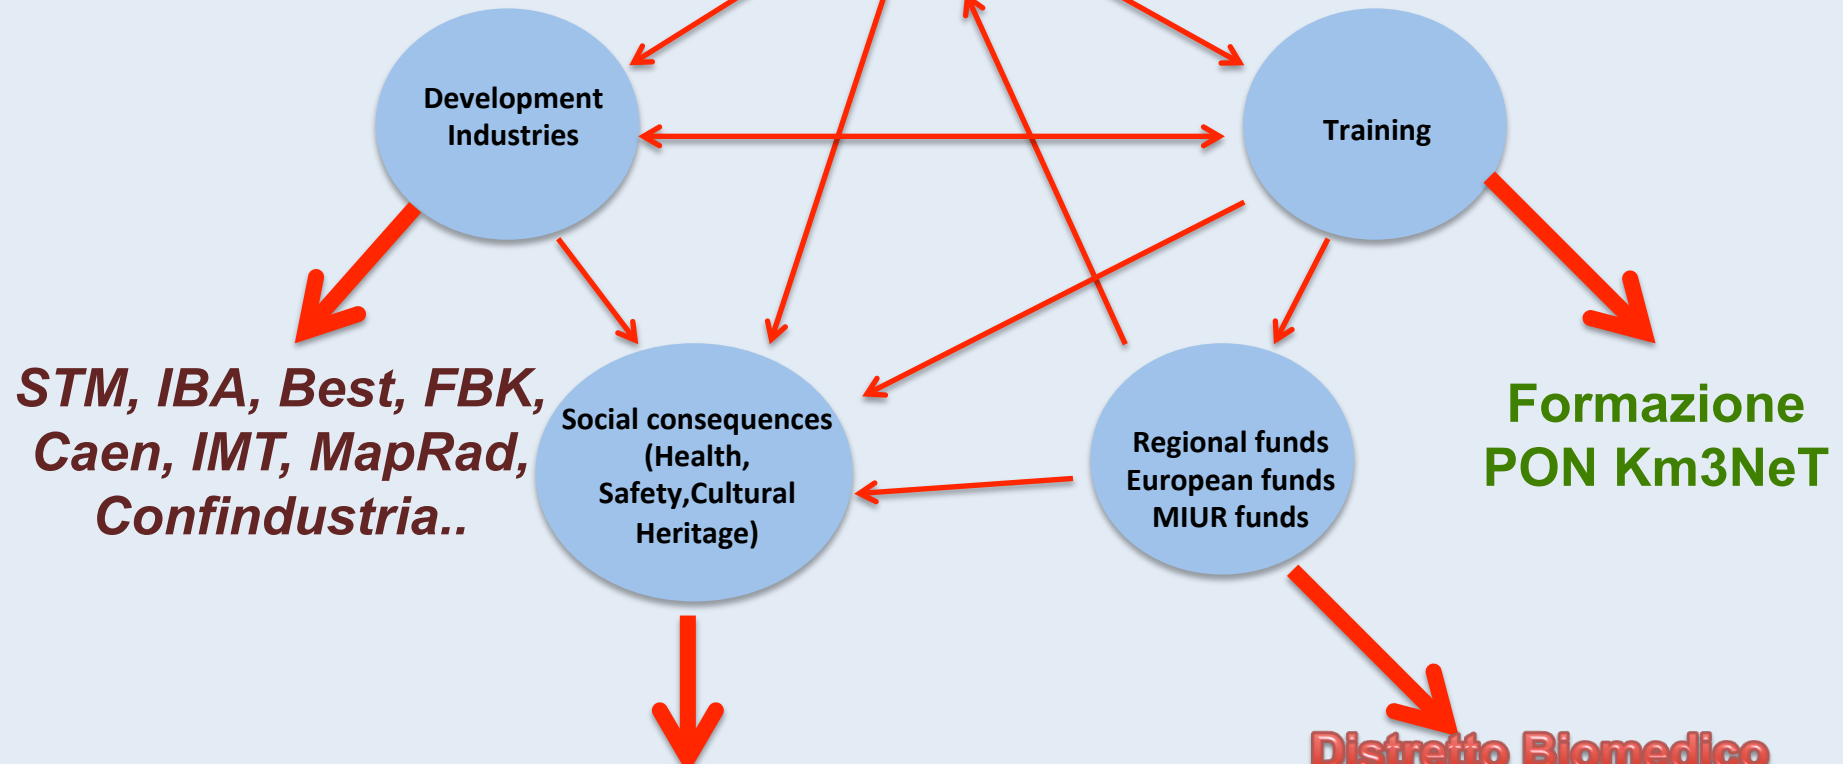 Development
Industries
Training
STM, IBA, Best, FBK,
Caen, IMT, MapRad,
Confindustria..
Social consequences
(Health,
Safety,Cultural
Heritage)
Regional funds
European funds
MIUR funds
Formazione
PON Km3NeT
Distretto Biomedico